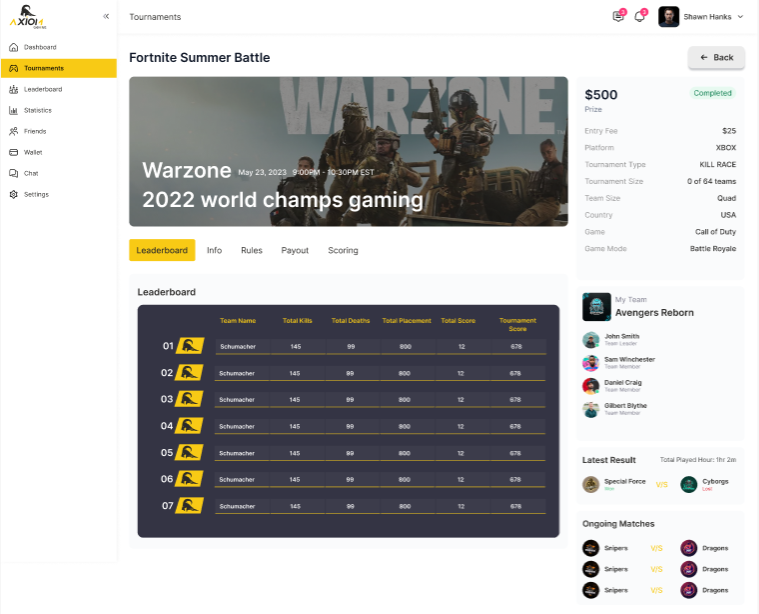 AXIOM
GAMING
Tournaments
3
3
Shawn Hanks
Dashboard
Tournaments
Leaderboard
Statistics
Friends
Wallet
Chat
Settings
Fortnite Summer Battle
← Back
WARZONE
Warzone May 23, 2023 9:00PM - 10:30PM EST
2022 world champs gaming
$500 Completed
Prize
Entry Fee $25
Platform XBOX
Tournament Type KILL RACE
Tournament Size 0 of 64 teams
Team Size Quad
Country USA
Game Call of Duty
Game Mode Battle Royale
Leaderboard Info Rules Payout Scoring
Leaderboard
Team Name Total Kills Total Deaths Total Placement Total Score Tournament Score
01 Schumacher 145 99 800 12 678
02 Schumacher 145 99 800 12 678
03 Schumacher 145 99 800 12 678
04 Schumacher 145 99 800 12 678
05 Schumacher 145 99 800 12 678
06 Schumacher 145 99 800 12 678
07 Schumacher 145 99 800 12 678
My Team
Avengers Reborn
John Smith
Team Leader
Sam Winchester
Team Member
Daniel Craig
Team Member
Gilbert Blythe
Team Member
Latest Result Total Played Hour: 1hr 2m
Special Force V/S Cyborgs
Won Lost
Ongoing Matches
Snipers V/S Dragons
Snipers V/S Dragons
Snipers V/S Dragons